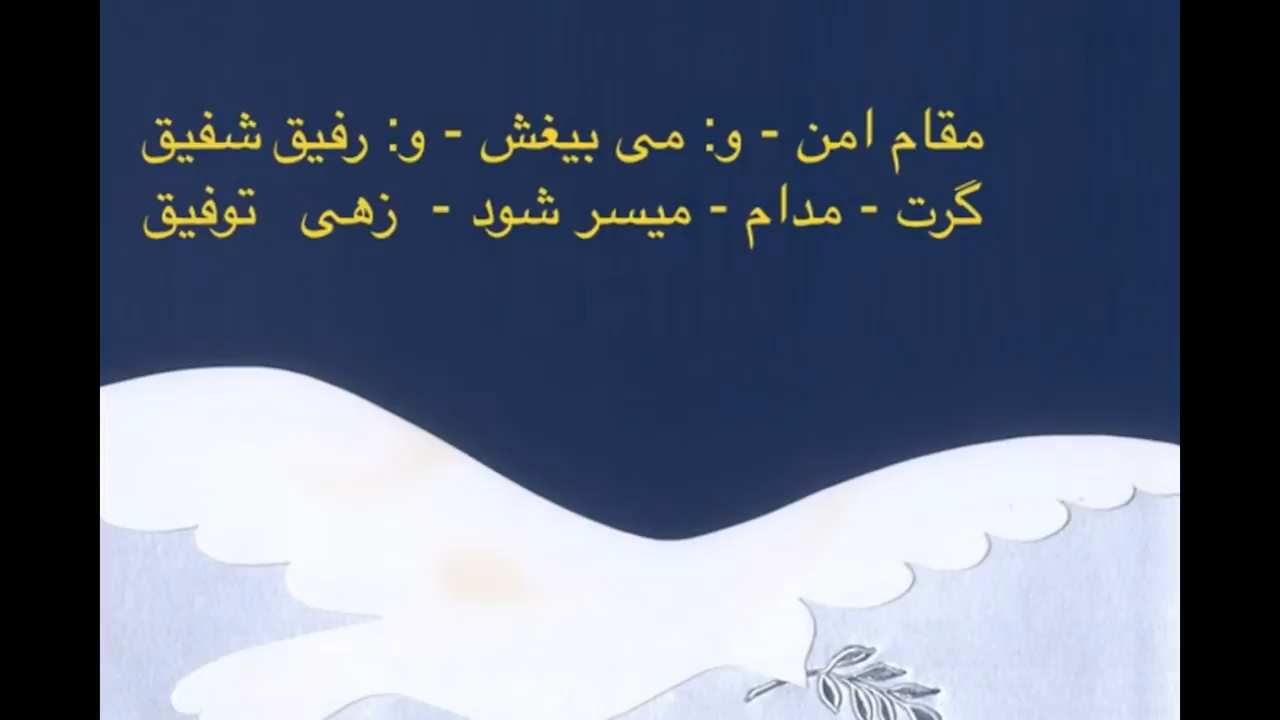 مقام امن - و: می بیغش - و: رفیق شفیق
گرت - مدام - میسر شود - زهی توفیق